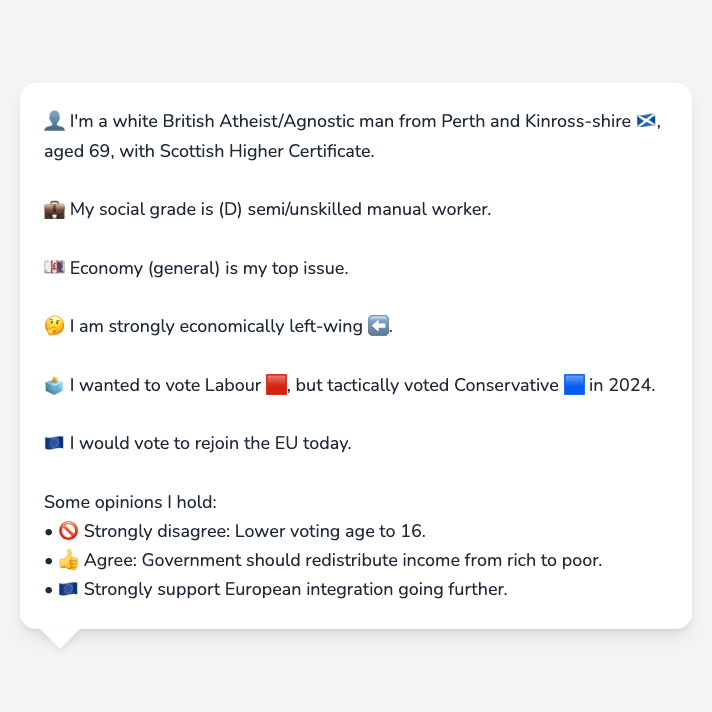 👤 I'm a white British Atheist/Agnostic man from Perth and Kinross-shire 🏴󠁧󠁢󠁳󠁣󠁴󠁿,
aged 69, with Scottish Higher Certificate.
💼 My social grade is (D) semi/unskilled manual worker.
💷 Economy (general) is my top issue.
🤔 I am strongly economically left-wing ⬅️.
🗳️ I wanted to vote Labour 🟥, but tactically voted Conservative 🟦 in 2024.
🇪🇺 I would vote to rejoin the EU today.
Some opinions I hold:
• 🚫 Strongly disagree: Lower voting age to 16.
• 👍 Agree: Government should redistribute income from rich to poor.
• 🇪🇺 Strongly support European integration going further.